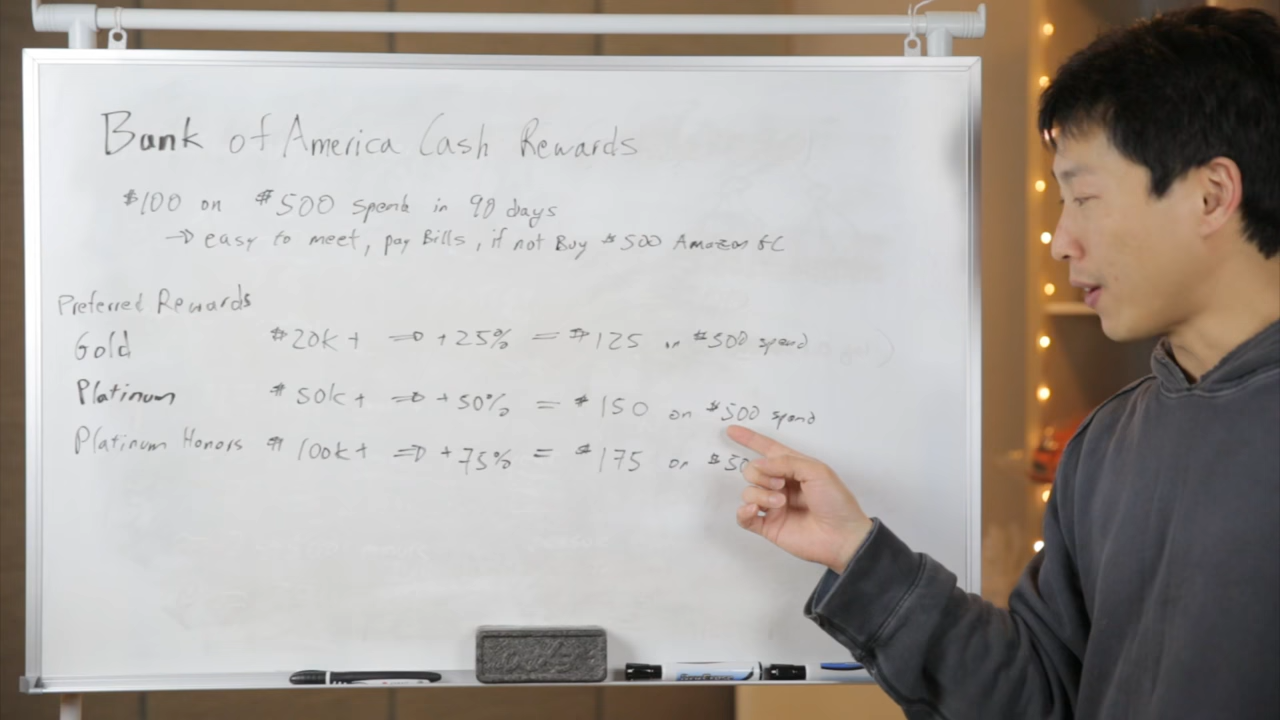 Bank of America Cash Rewards
$100 on $500 spend in 90 days
→ easy to meet, pay Bills, if not Buy $500 Amazon GC
Preferred Rewards
Gold $20k+ ⇒ +25% = $125 on $500 spend
Platinum $50k+ ⇒ +50% = $150 on $500 spend
Platinum Honors $100k+ ⇒ +75% = $175 on $50